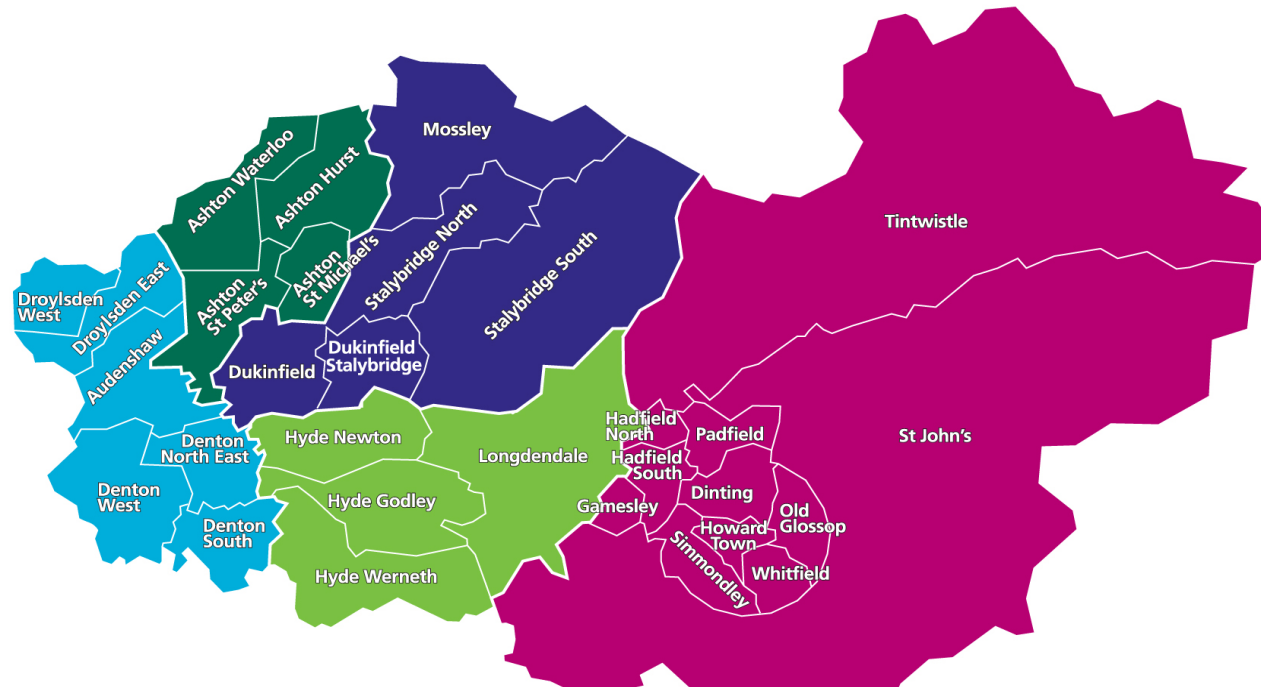 Mossley
Ashton Waterloo
Ashton Hurst
Tintwistle
Stalybridge North
Stalybridge South
Ashton
St Michael's
Ashton
St Peter's
Droylsden
West
Droylsden East
Audenshaw
Dukinfield
Dukinfield
Stalybridge
Hyde Newton
Longdendale
Hadfield
North
Padfield
St John's
Denton
North East
Hadfield
South
Denton
West
Hyde Godley
Gamesley
Dinting
Old
Glossop
Denton
South
Howard
Town
Simmondley
Whitfield
Hyde Werneth